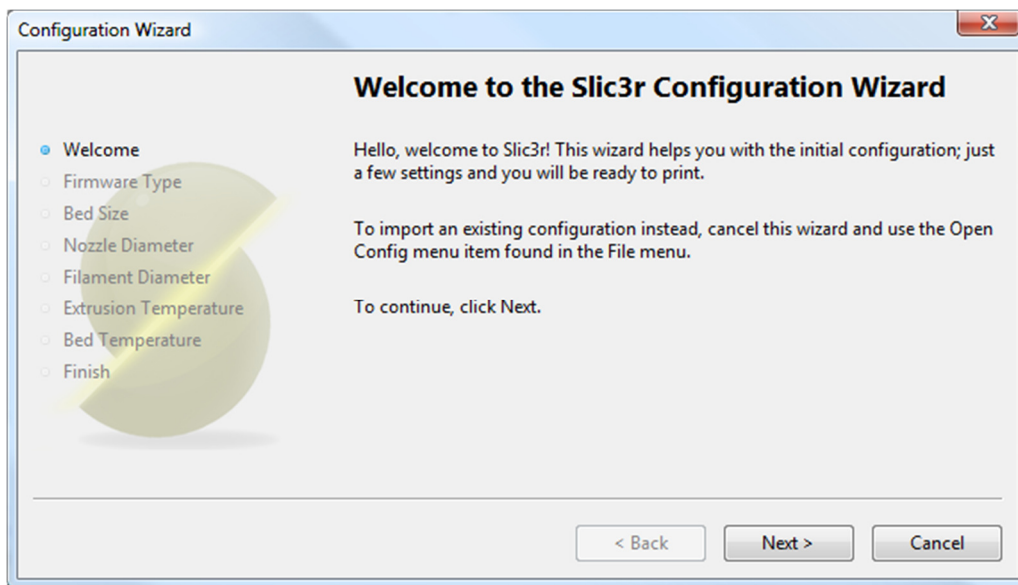 Configuration Wizard
Welcome to the Slic3r Configuration Wizard
Welcome
Firmware Type
Bed Size
Nozzle Diameter
Filament Diameter
Extrusion Temperature
Bed Temperature
Finish
Hello, welcome to Slic3r! This wizard helps you with the initial configuration; just
a few settings and you will be ready to print.
To import an existing configuration instead, cancel this wizard and use the Open
Config menu item found in the File menu.
To continue, click Next.
< Back
Next >
Cancel